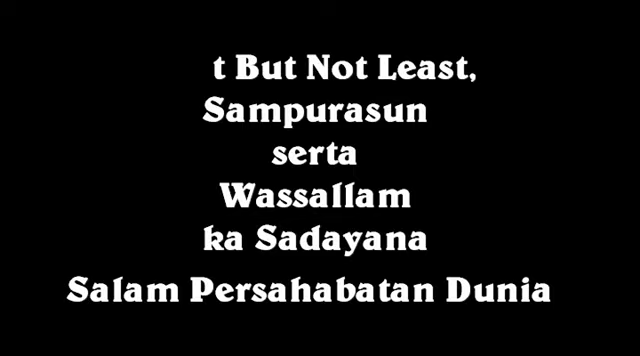 t But Not Least,
Sampurasun
serta
Wassallam
ka Sadayana
Salam Persahabatan Dunia